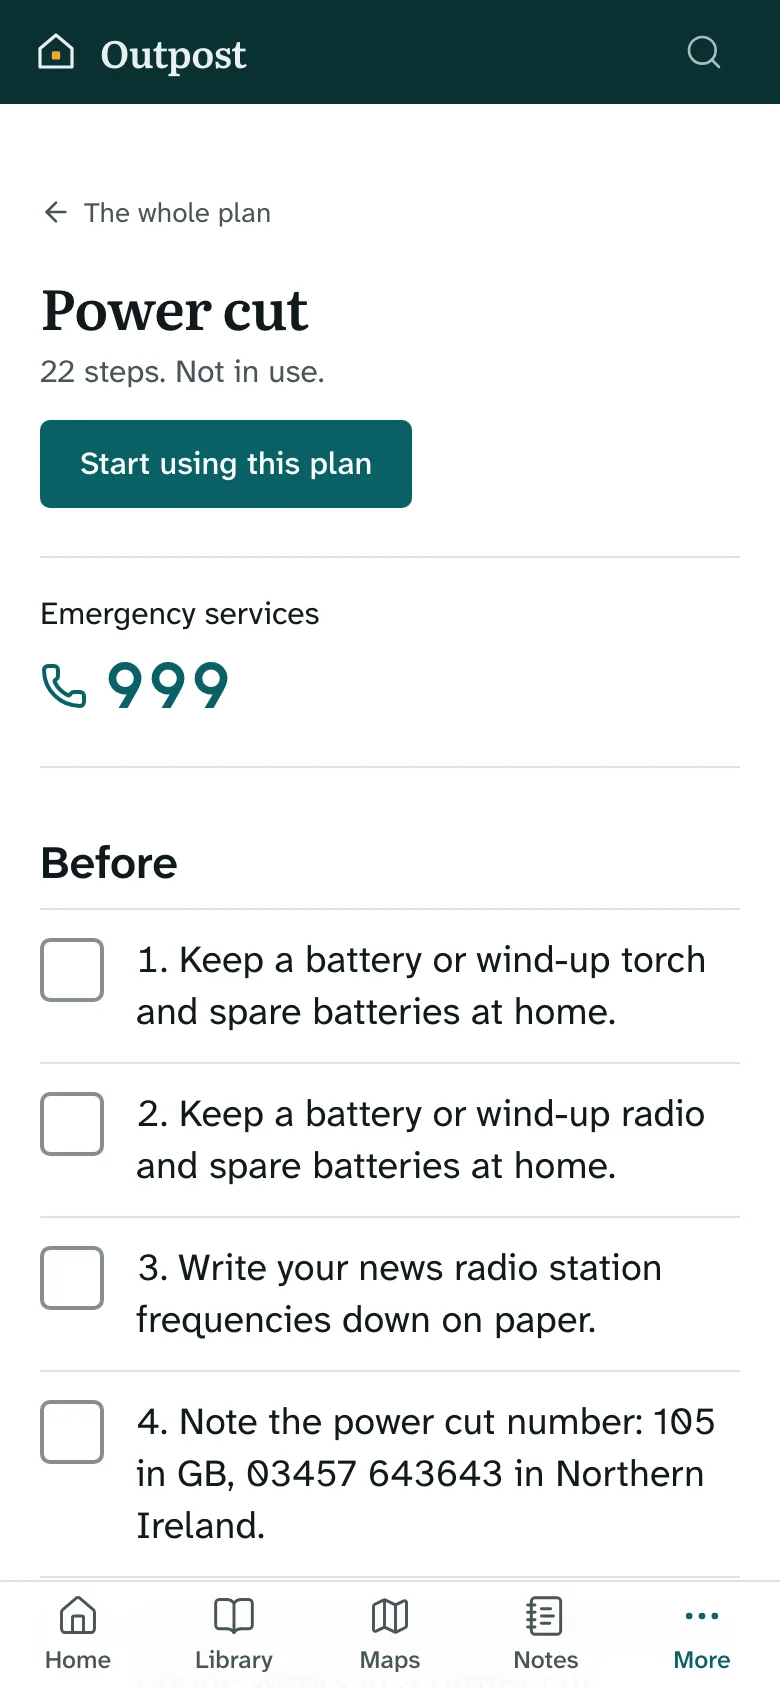 Outpost
The whole plan
Power cut
22 steps. Not in use.
Start using this plan
Emergency services
999
Before
1. Keep a battery or wind-up torch
and spare batteries at home.
2. Keep a battery or wind-up radio
and spare batteries at home.
3. Write your news radio station
frequencies down on paper.
4. Note the power cut number: 105
in GB, 03457 643643 in Northern
Ireland.
Home
Library
Maps
Notes
More